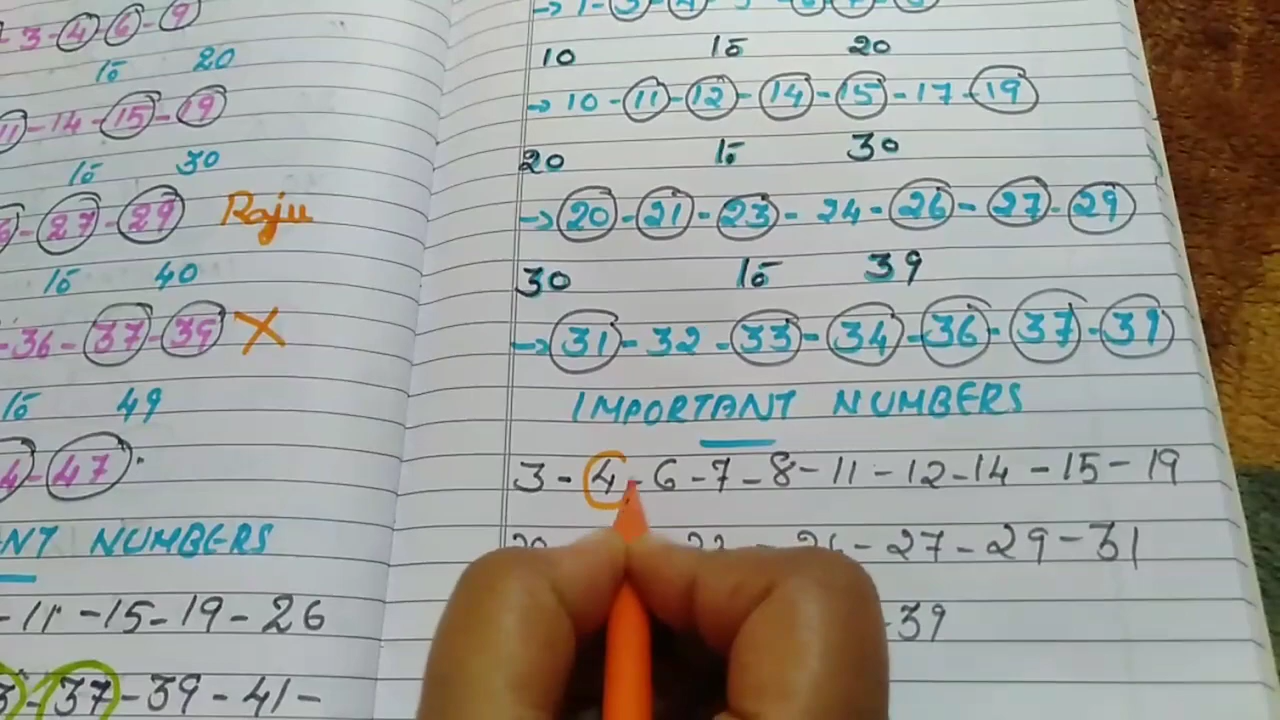 3 - 4 6 - 9
15 20
11 - 14 - 15 - 19
15 30
- 27 - 29 Raju
15 40
- 36 - 37 - 39 X
15 49
- 47.
NUMBERS
- 11 - 15 - 19 - 26
- 37 - 39 - 41 -
10 15 20
→ 10 - 11 - 12 - 14 - 15 - 17 - 19
20 15 30
→ 20 - 21 - 23 - 24 - 26 - 27 - 29
30 15 39
→ 31 - 32 - 33 - 34 - 36 - 37 - 39
IMPORTANT NUMBERS
3 - 4 - 6 - 7 - 8 - 11 - 12 - 14 - 15 - 19
- 26 - 27 - 29 - 31
- 39